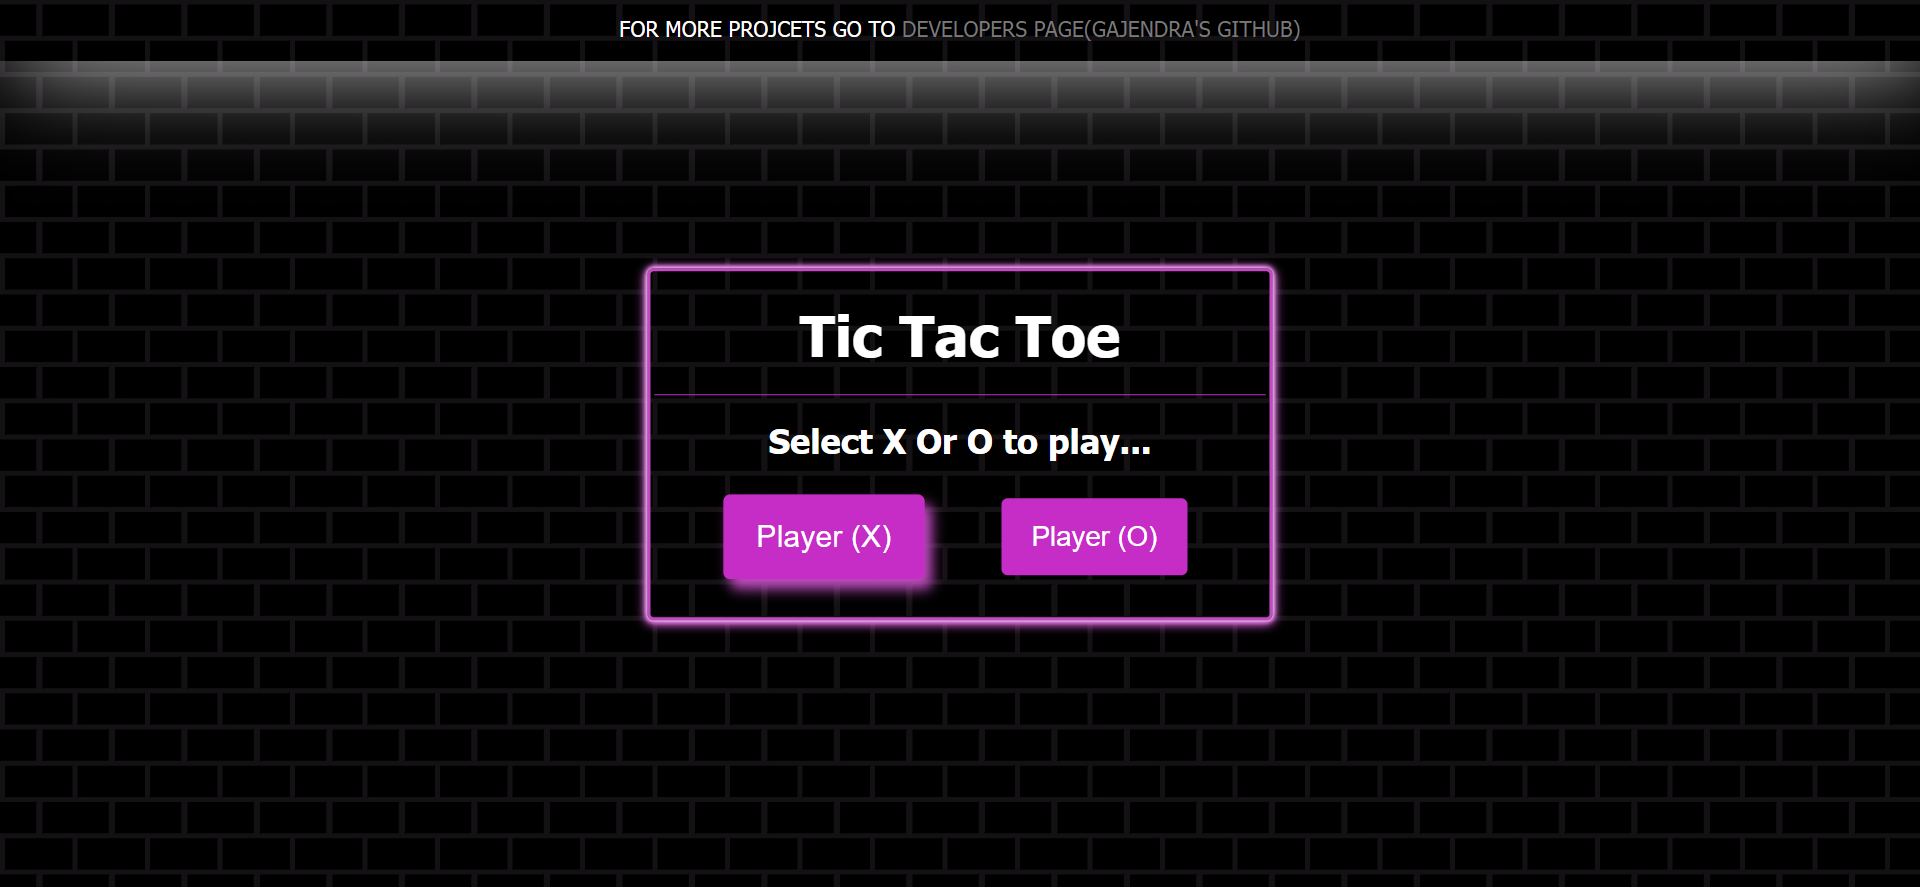 FOR MORE PROJCETS GO TO DEVELOPERS PAGE(GAJENDRA'S GITHUB)
Tic Tac Toe
Select X Or O to play...
Player (X) Player (O)